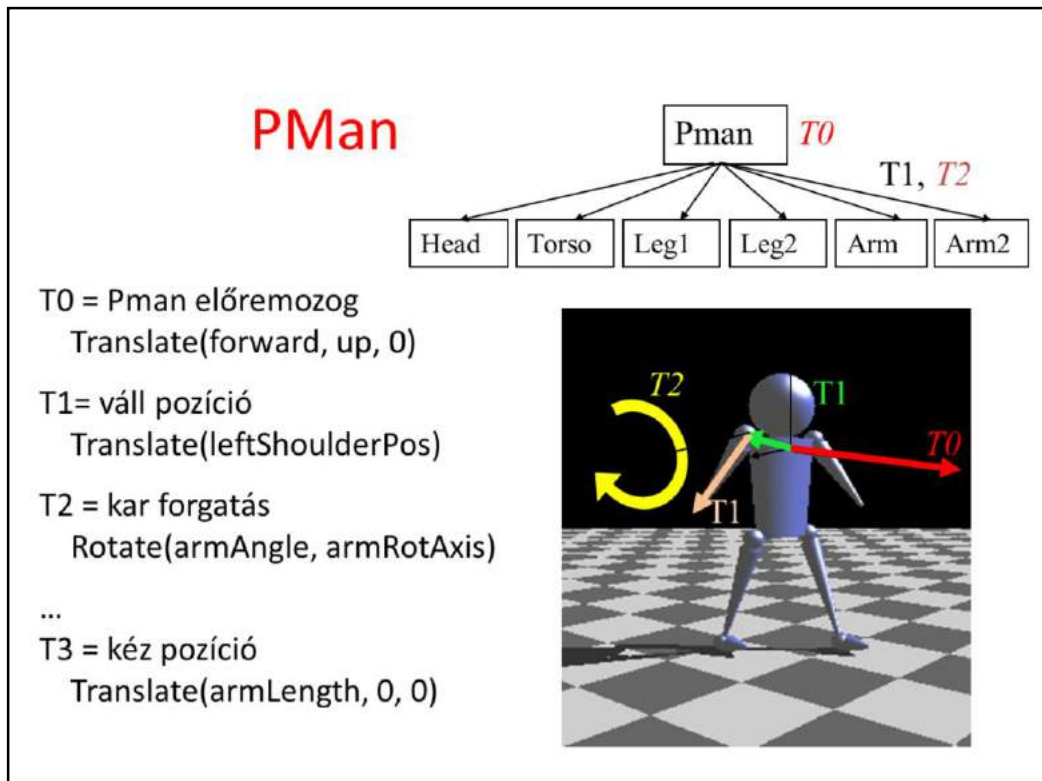 PMan
Pman T0
T1, T2
Head Torso Leg1 Leg2 Arm Arm2
T0 = Pman előremozog
Translate(forward, up, 0)
T1= váll pozíció
Translate(leftShoulderPos)
T2 = kar forgatás
Rotate(armAngle, armRotAxis)
...
T3 = kéz pozíció
Translate(armLength, 0, 0)
T2
T1
T0
T1